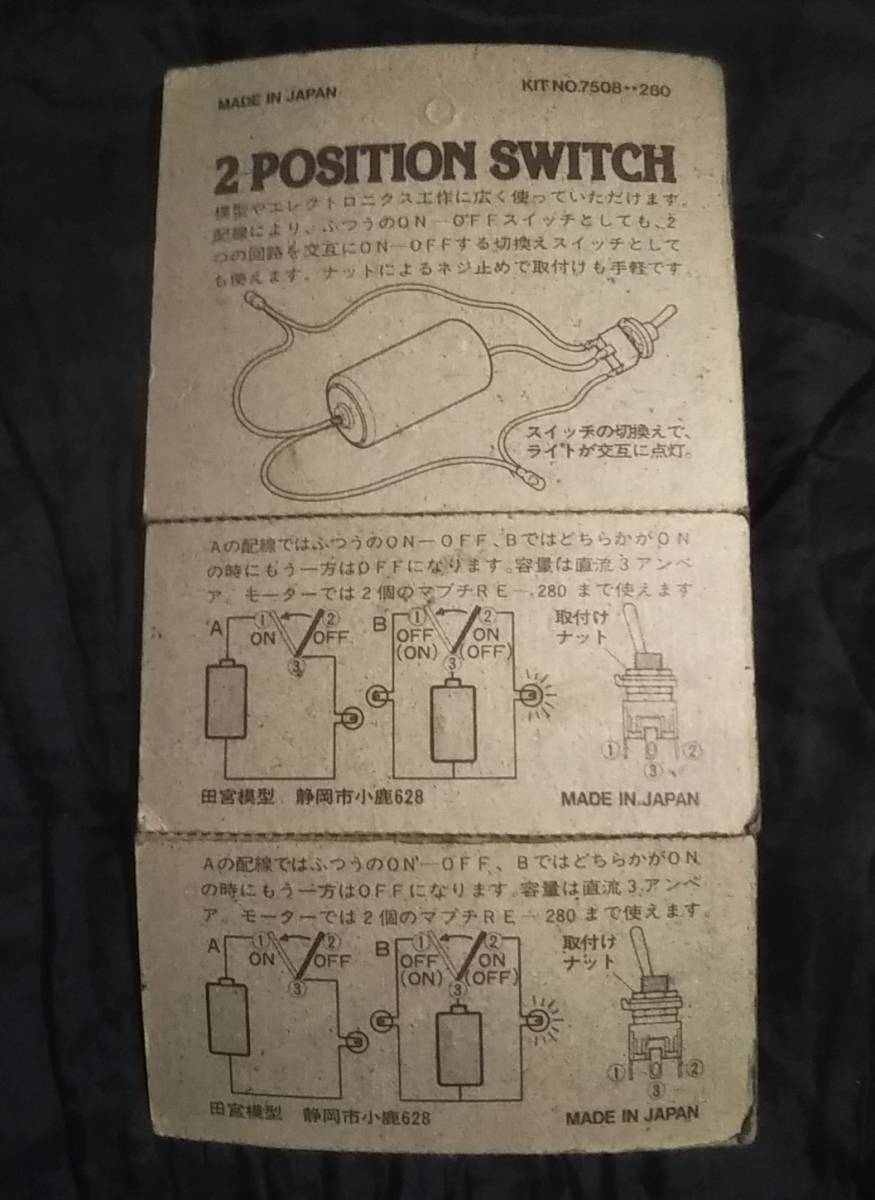 MADE IN JAPAN
KIT NO.7508··280
2 POSITION SWITCH
模型やエレクトロニクス工作に広く使っていただけます。
配線により、ふつうのON—OFFスイッチとしても、2
つの回路を交互にON—OFFする切換えスイッチとして
も使えます。ナットによるネジ止めで取付けも手軽です。
スイッチの切換えで、
ライトが交互に点灯。
Aの配線ではふつうのON—OFF、BではどちらかがON
の時にもう一方はOFFになります。容量は直流3アンペ
ア。モーターでは2個のマブチRE—280まで使えます
A ① ② B ① ② 取付け
ON OFF OFF ON ナット
(ON) (OFF)
③ ③
① ②
③
田宮模型 静岡市小鹿628 MADE IN JAPAN
Aの配線ではふつうのON—OFF、BではどちらかがON
の時にもう一方はOFFになります。容量は直流3アンペ
ア。モーターでは2個のマブチRE—280まで使えます。
A ① ② B ① ② 取付け
ON OFF OFF ON ナット
(ON) (OFF)
③ ③
① ②
③
田宮模型 静岡市小鹿628 MADE IN JAPAN